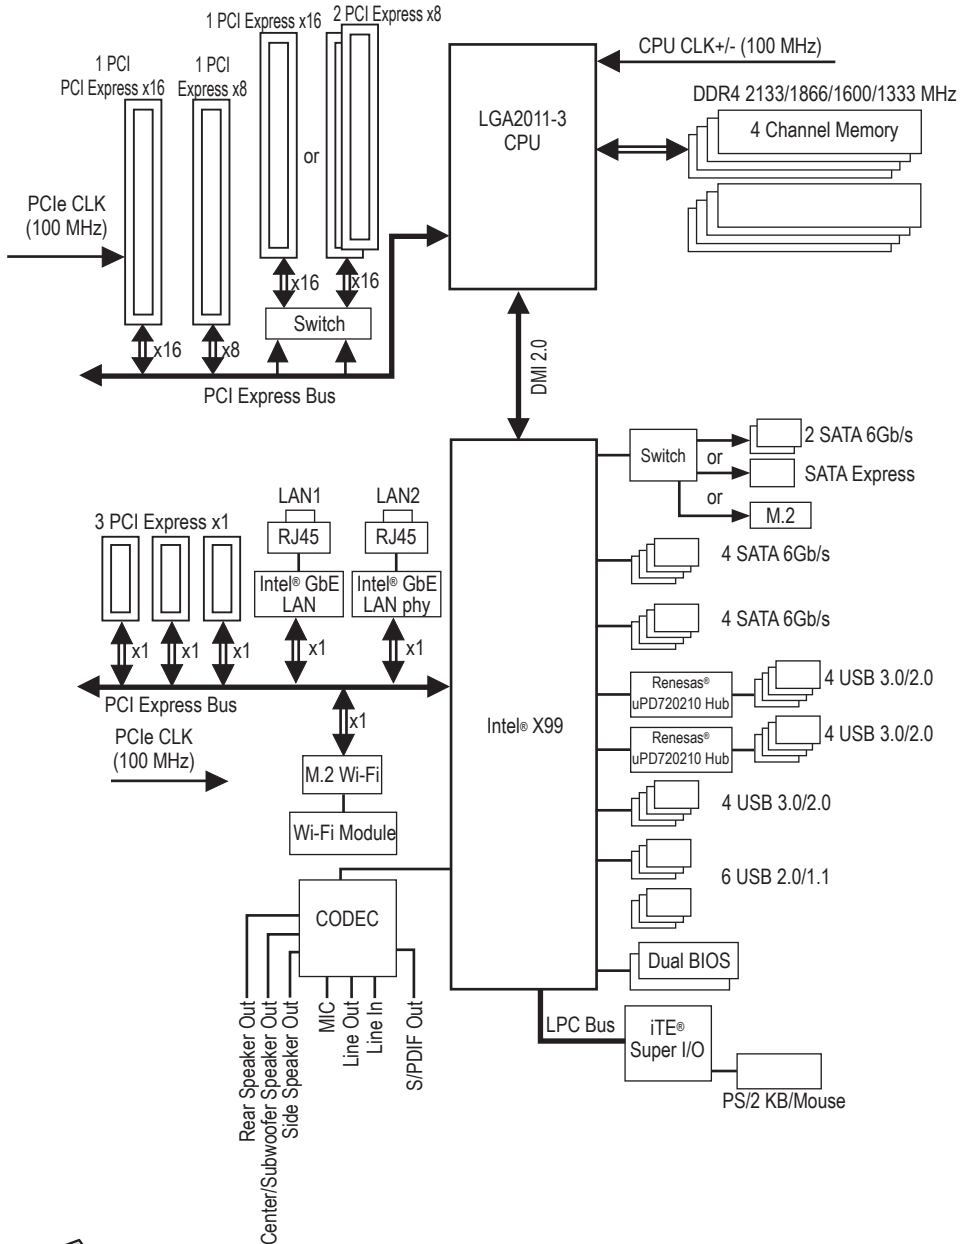 1 PCI Express x16
2 PCI Express x8
1 PCI
PCI Express x16
1 PCI
Express x8
or
PCIe CLK
(100 MHz)
x16
x16
Switch
x16
x8
PCI Express Bus
LGA2011-3
CPU
CPU CLK+/- (100 MHz)
DDR4 2133/1866/1600/1333 MHz
4 Channel Memory
DMI 2.0
Switch
2 SATA 6Gb/s
or
SATA Express
or
M.2
4 SATA 6Gb/s
4 SATA 6Gb/s
3 PCI Express x1
LAN1
RJ45
Intel® GbE
LAN
LAN2
RJ45
Intel® GbE
LAN phy
x1
x1
x1
x1
x1
PCI Express Bus
PCIe CLK
(100 MHz)
x1
M.2 Wi-Fi
Wi-Fi Module
Intel® X99
Renesas®
uPD720210 Hub
4 USB 3.0/2.0
Renesas®
uPD720210 Hub
4 USB 3.0/2.0
4 USB 3.0/2.0
6 USB 2.0/1.1
Dual BIOS
CODEC
Rear Speaker Out
Center/Subwoofer Speaker Out
Side Speaker Out
MIC
Line Out
Line In
S/PDIF Out
LPC Bus
iTE®
Super I/O
PS/2 KB/Mouse